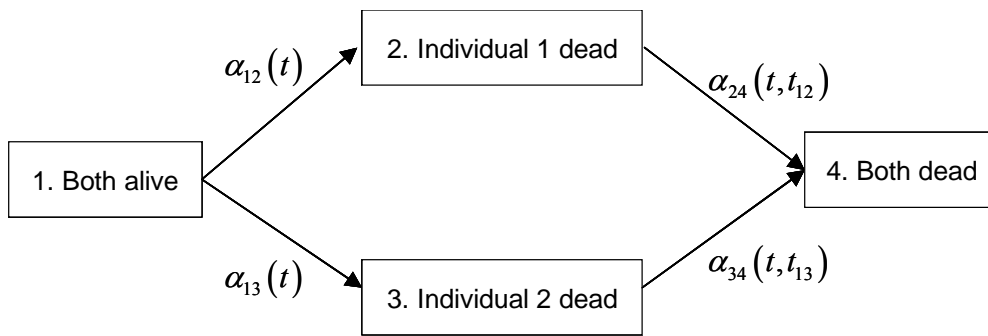 2. Individual 1 dead
α₁₂(t)
α₂₄(t,t₁₂)
1. Both alive
4. Both dead
α₁₃(t)
α₃₄(t,t₁₃)
3. Individual 2 dead